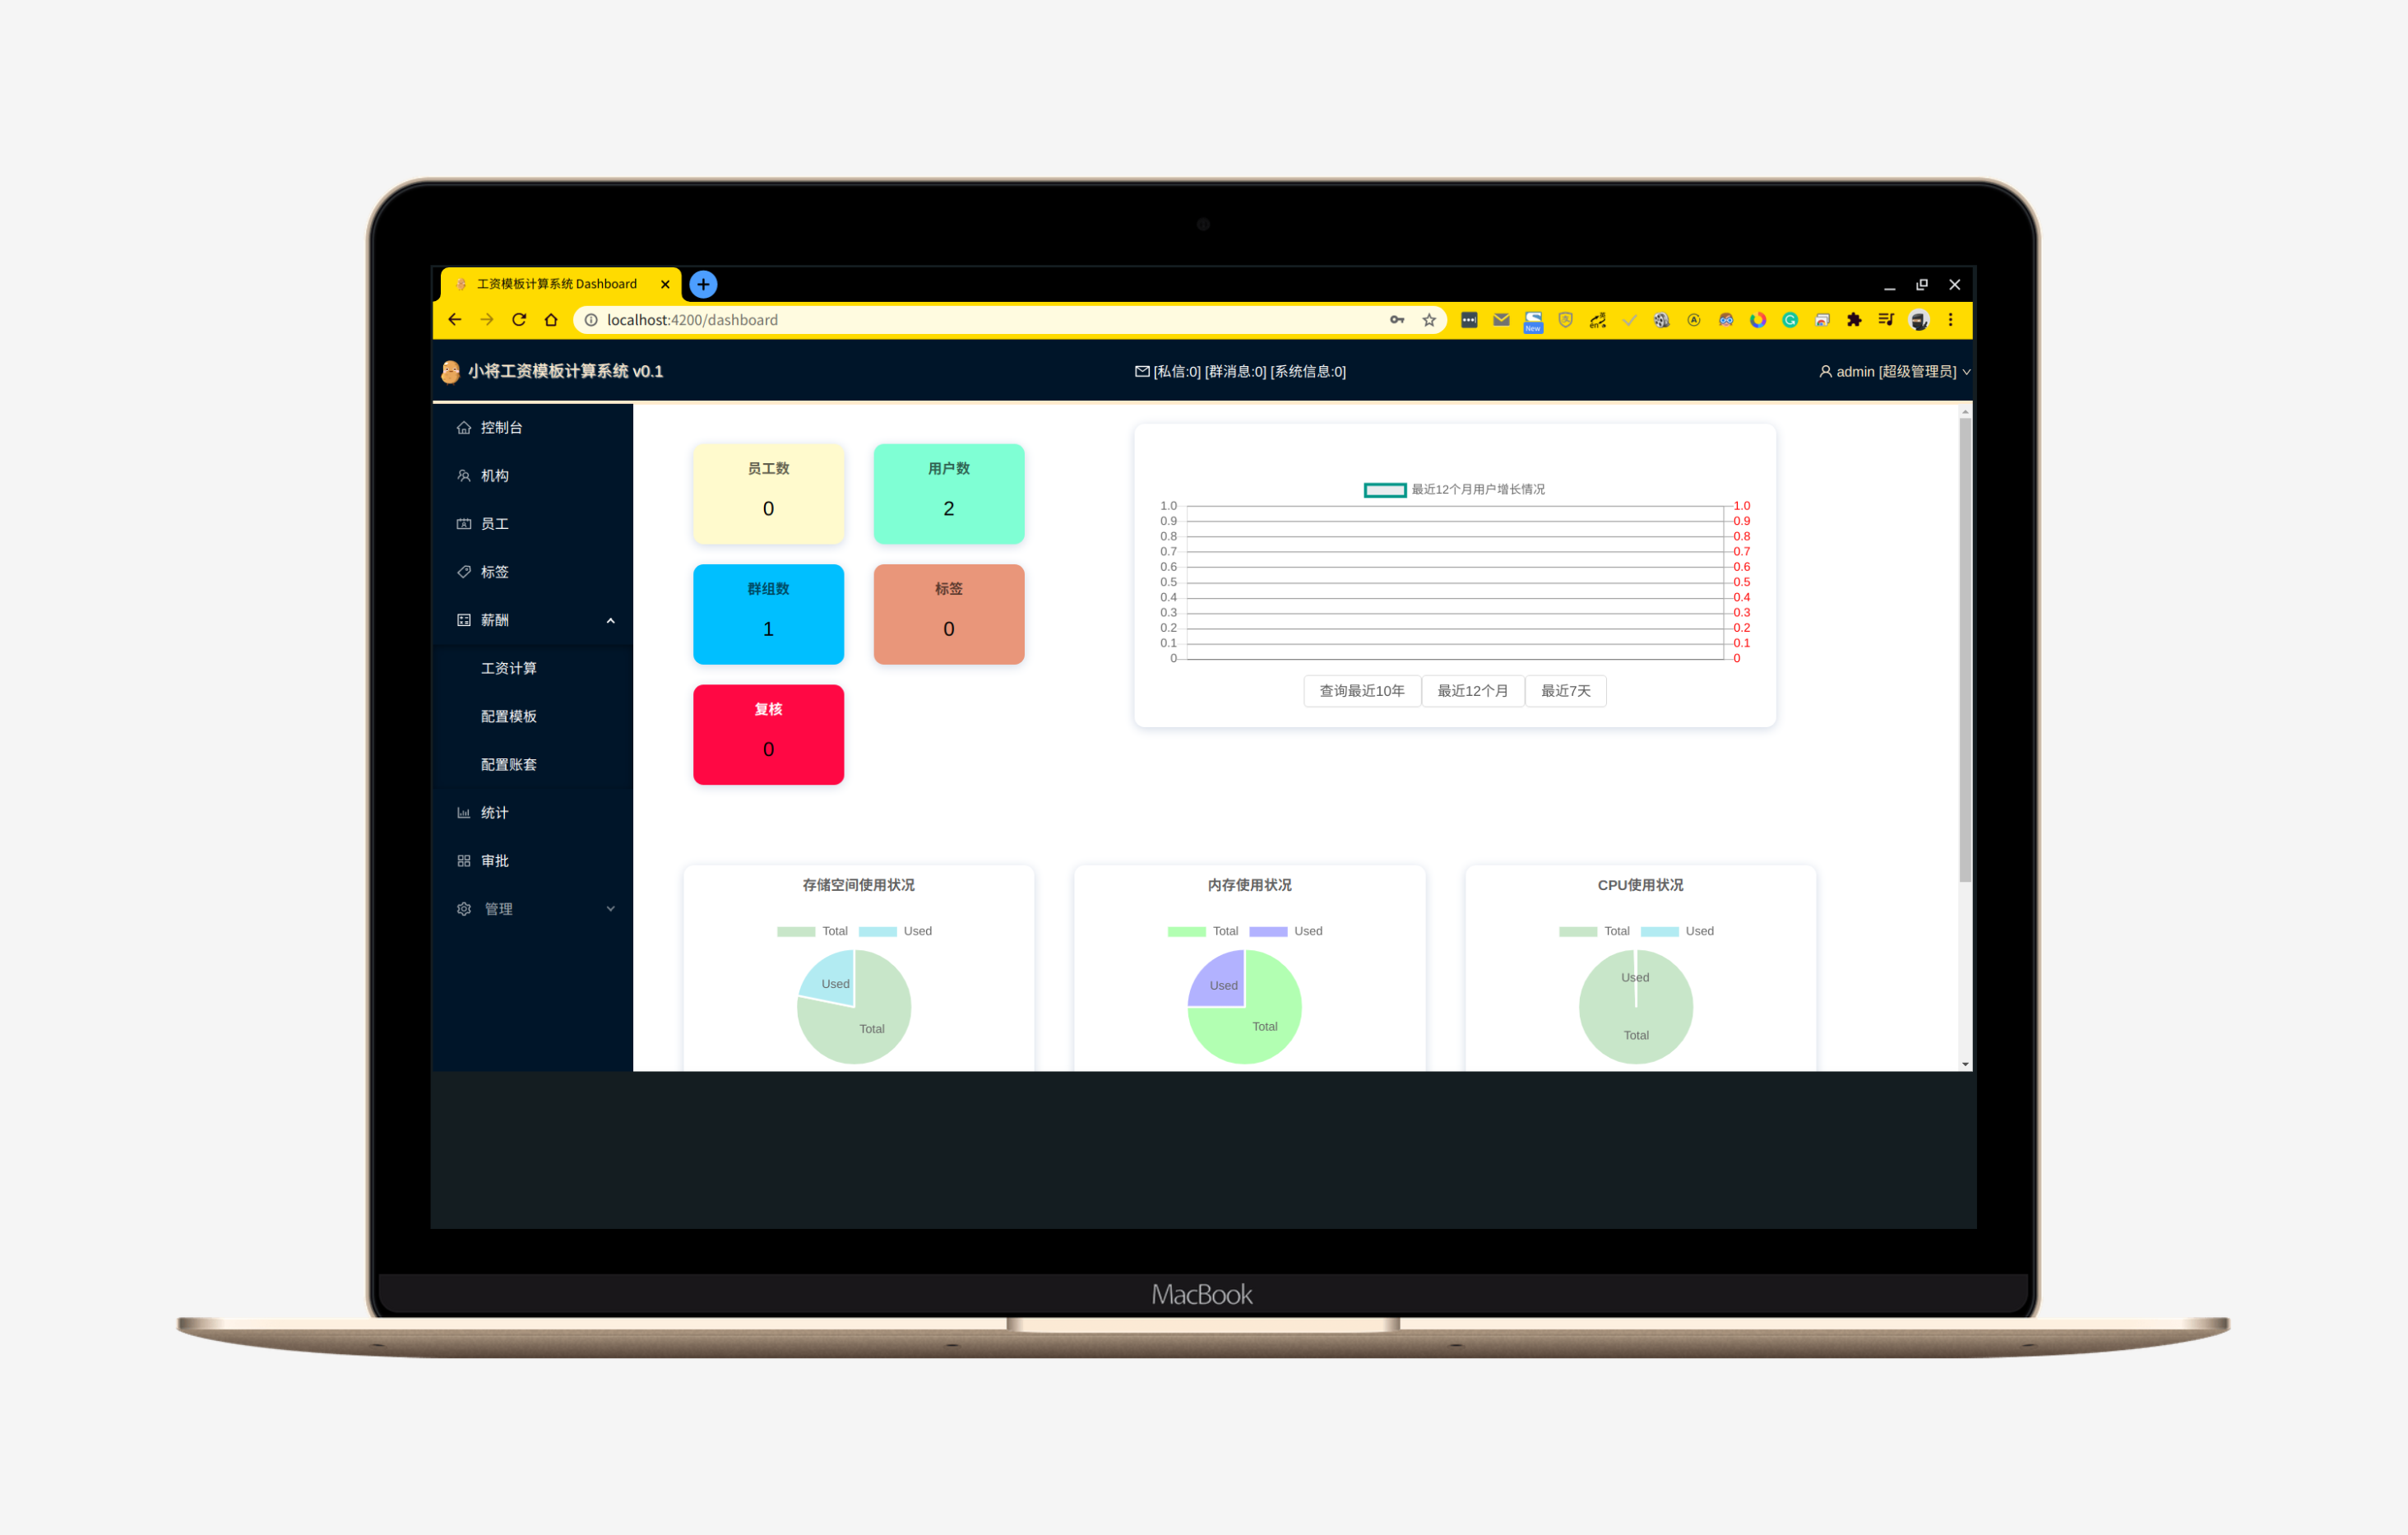 工资模板计算系统 Dashboard
localhost:4200/dashboard
New
小将工资模板计算系统 v0.1
[私信:0] [群消息:0] [系统信息:0]
admin [超级管理员]
控制台
机构
员工
标签
薪酬
工资计算
配置模板
配置账套
统计
审批
管理
员工数
0
用户数
2
群组数
1
标签
0
复核
0
最近12个月用户增长情况
1.0 1.0
0.9 0.9
0.8 0.8
0.7 0.7
0.6 0.6
0.5 0.5
0.4 0.4
0.3 0.3
0.2 0.2
0.1 0.1
0 0
查询最近10年 最近12个月 最近7天
存储空间使用状况
Total Used
Used
Total
内存使用状况
Total Used
Used
Total
CPU使用状况
Total Used
Used
Total
MacBook